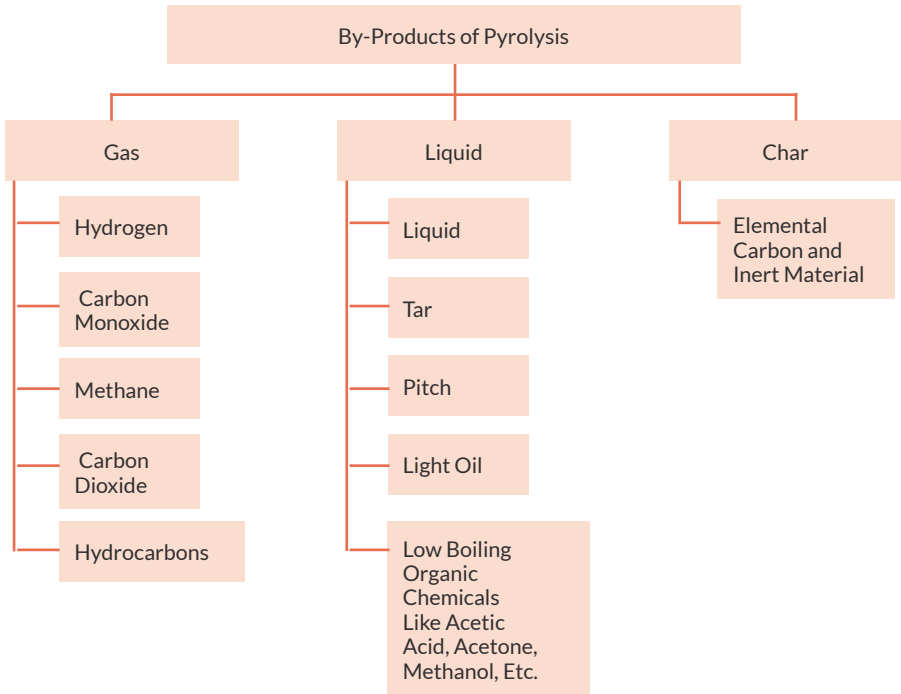 By-Products of Pyrolysis
Gas
Hydrogen
Carbon
Monoxide
Methane
Carbon
Dioxide
Hydrocarbons
Liquid
Liquid
Tar
Pitch
Light Oil
Low Boiling
Organic
Chemicals
Like Acetic
Acid, Acetone,
Methanol, Etc.
Char
Elemental
Carbon and
Inert Material